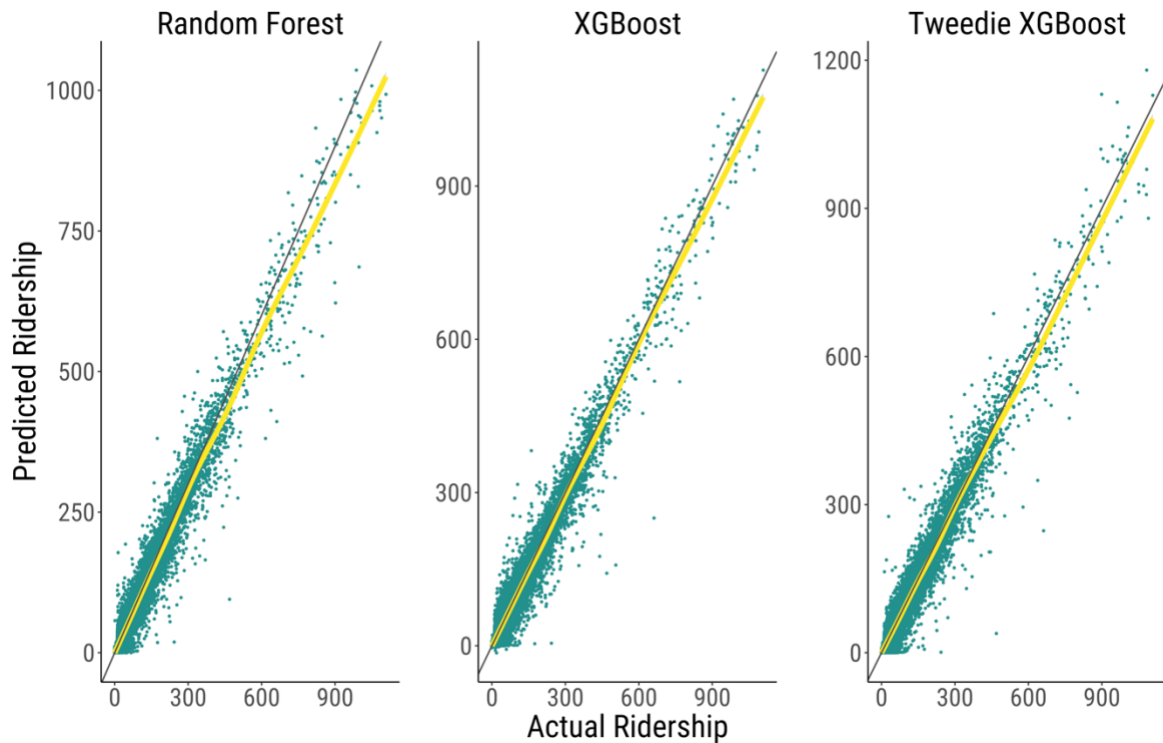 Random Forest
XGBoost
Tweedie XGBoost
Predicted Ridership
1000
750
500
250
0
0 300 600 900
900
600
300
0
0 300 600 900
1200
900
600
300
0
0 300 600 900
Actual Ridership